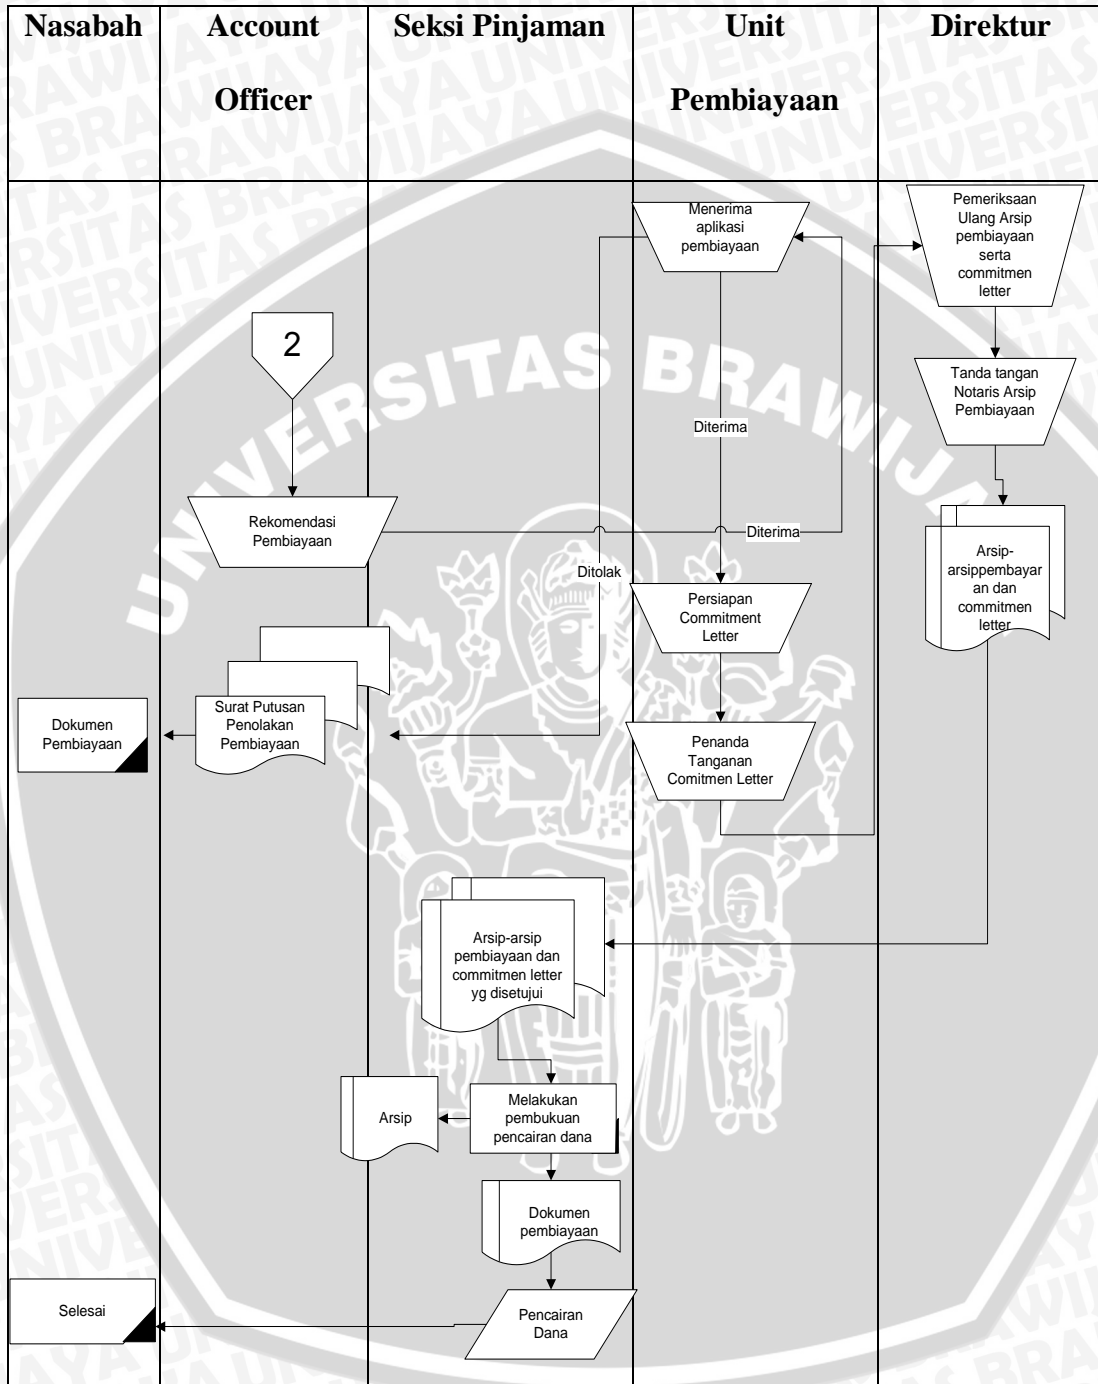 Nasabah
Account
Officer
Seksi Pinjaman
Unit
Pembiayaan
Direktur
Menerima
aplikasi
pembiayaan
Pemeriksaan
Ulang Arsip
pembiayaan
serta
commitmen
letter
2
Tanda tangan
Notaris Arsip
Pembiayaan
Diterima
Rekomendasi
Pembiayaan
Diterima
Ditolak
Arsip-
arsippembayar
an dan
commitmen
letter
Persiapan
Commitment
Letter
Dokumen
Pembiayaan
Surat Putusan
Penolakan
Pembiayaan
Penanda
Tanganan
Comitmen Letter
Arsip-arsip
pembiayaan dan
commitmen letter
yg disetujui
Arsip
Melakukan
pembukuan
pencairan dana
Dokumen
pembiayaan
Selesai
Pencairan
Dana
UNIVERSITAS BRAWIJA